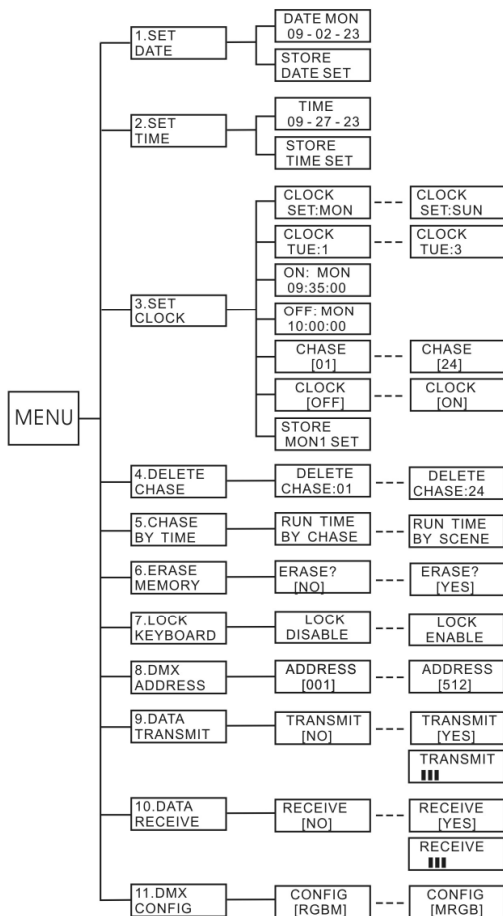 MENU
1.SET
DATE
DATE MON
09 - 02 - 23
STORE
DATE SET
2.SET
TIME
TIME
09 - 27 - 23
STORE
TIME SET
3.SET
CLOCK
CLOCK
SET:MON
CLOCK
SET:SUN
CLOCK
TUE:1
CLOCK
TUE:3
ON: MON
09:35:00
OFF: MON
10:00:00
CHASE
[01]
CHASE
[24]
CLOCK
[OFF]
CLOCK
[ON]
STORE
MON1 SET
4.DELETE
CHASE
DELETE
CHASE:01
DELETE
CHASE:24
5.CHASE
BY TIME
RUN TIME
BY CHASE
RUN TIME
BY SCENE
6.ERASE
MEMORY
ERASE?
[NO]
ERASE?
[YES]
7.LOCK
KEYBOARD
LOCK
DISABLE
LOCK
ENABLE
8.DMX
ADDRESS
ADDRESS
[001]
ADDRESS
[512]
9.DATA
TRANSMIT
TRANSMIT
[NO]
TRANSMIT
[YES]
TRANSMIT
10.DATA
RECEIVE
RECEIVE
[NO]
RECEIVE
[YES]
RECEIVE
11.DMX
CONFIG
CONFIG
[RGBM]
CONFIG
[MRGB]